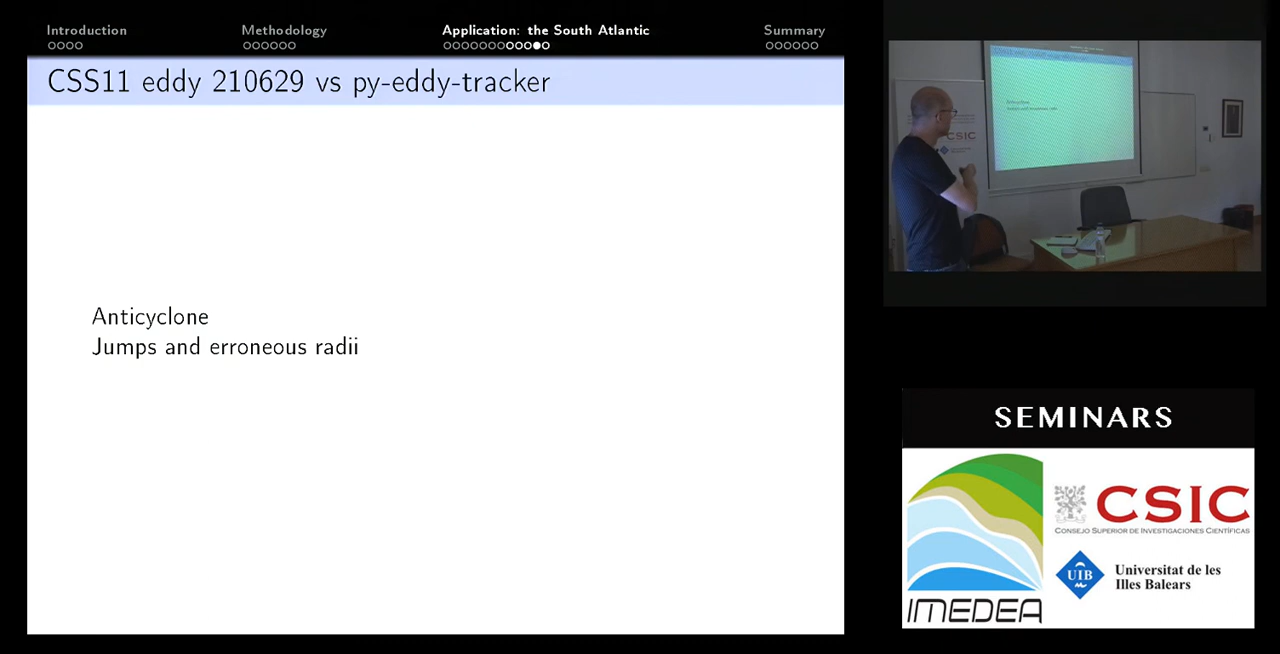 Introduction
Methodology
Application: the South Atlantic
Summary
CSS11 eddy 210629 vs py-eddy-tracker
Anticyclone
Jumps and erroneous radii
CSIC
SEMINARS
CSIC
CONSEJO SUPERIOR DE INVESTIGACIONES CIENTÍFICAS
UIB
Universitat de les
Illes Balears
IMEDEA